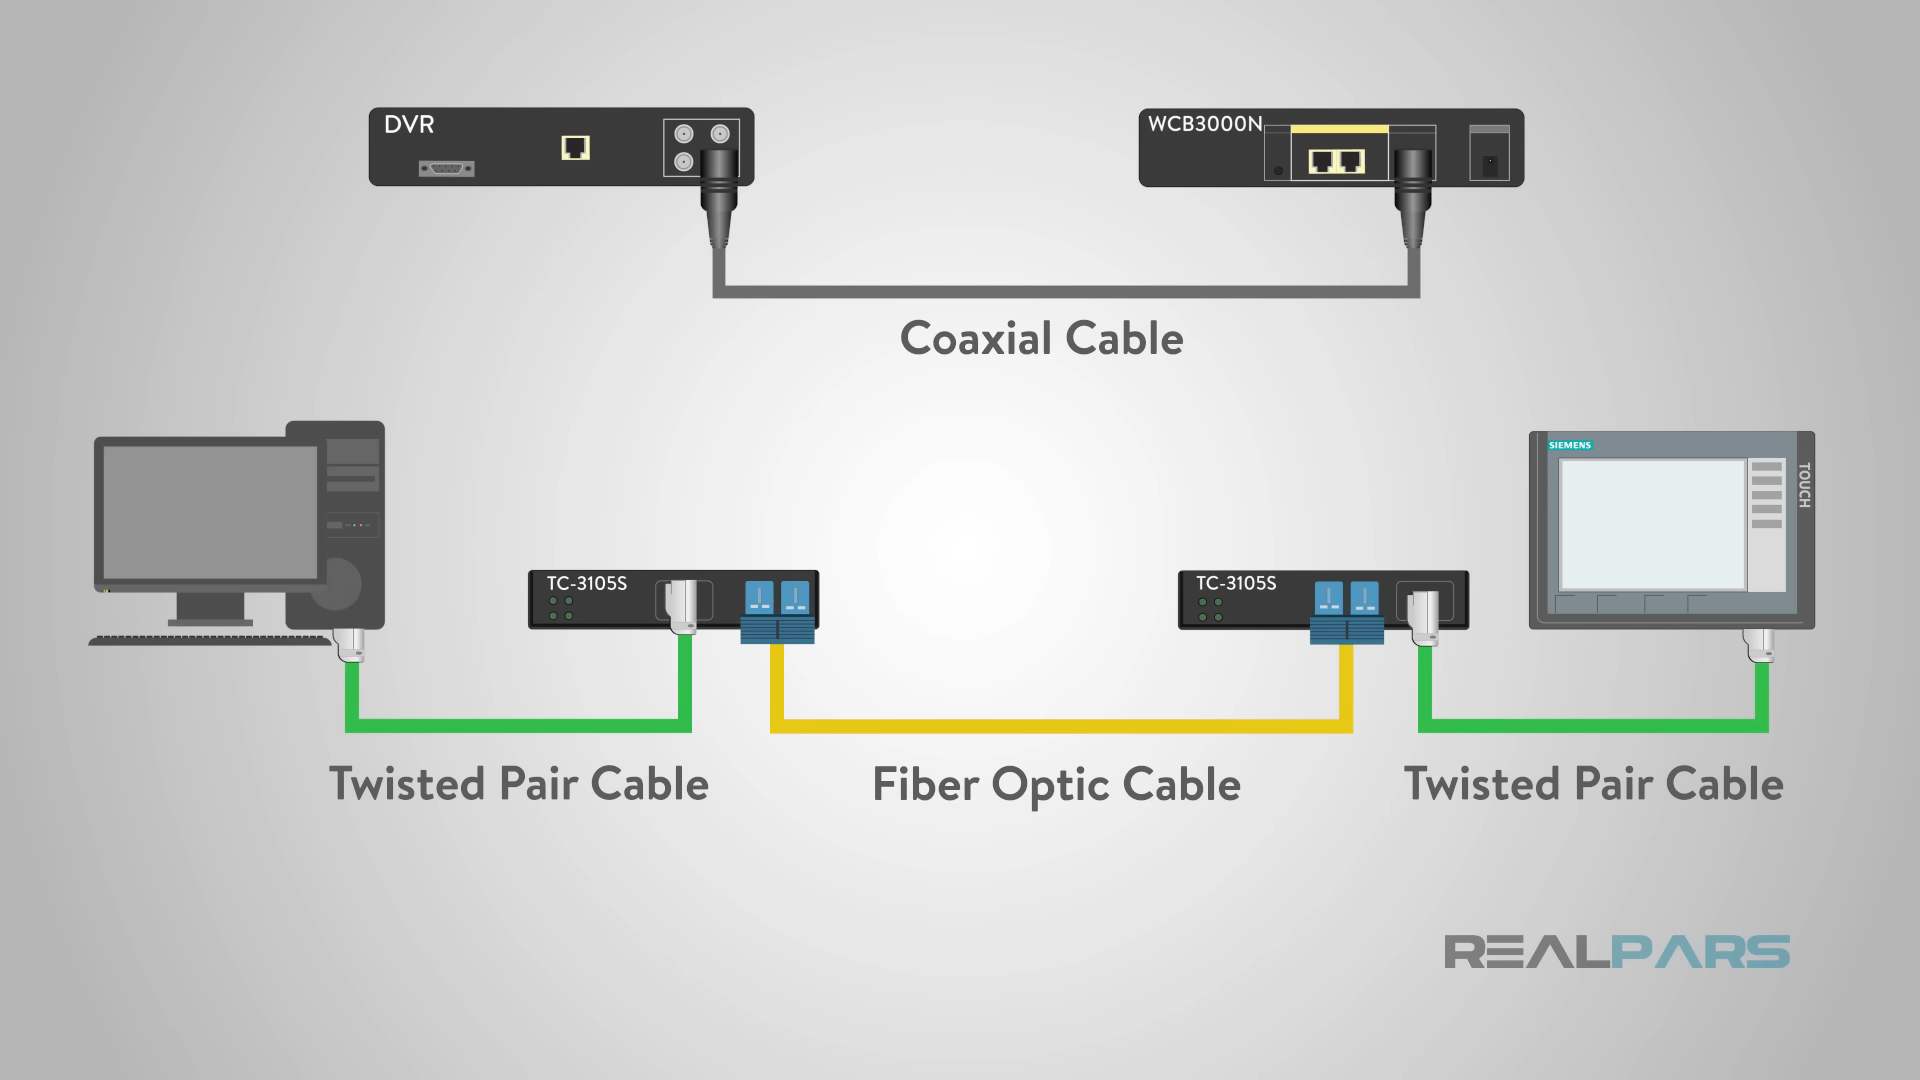 DVR
WCB3000N
Coaxial Cable
SIEMENS
TOUCH
TC-3105S
TC-3105S
Twisted Pair Cable
Fiber Optic Cable
Twisted Pair Cable
REALPARS